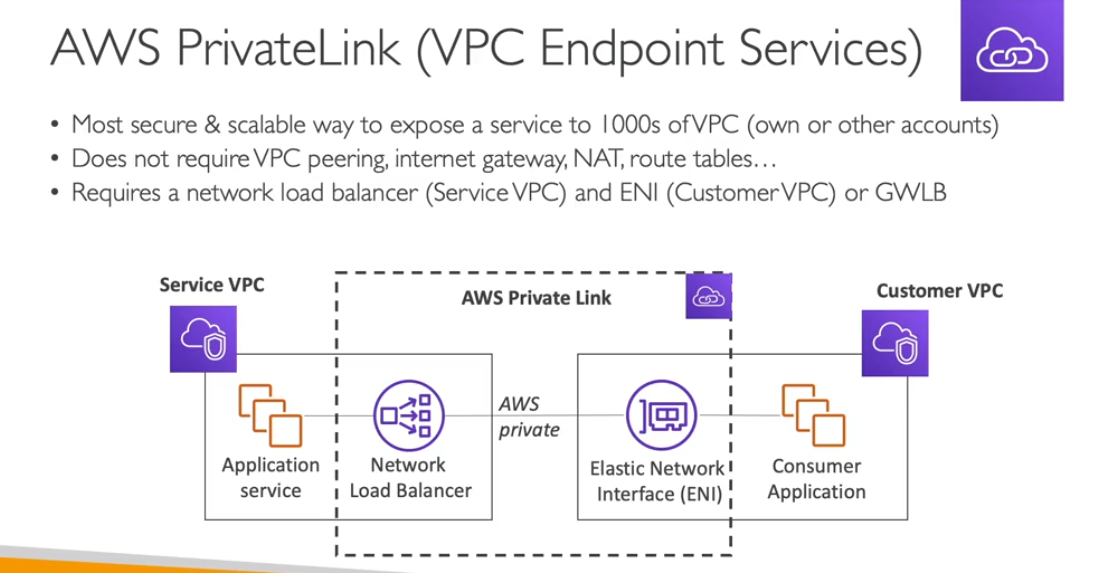 AWS PrivateLink (VPC Endpoint Services)
• Most secure & scalable way to expose a service to 1000s of VPC (own or other accounts)
• Does not require VPC peering, internet gateway, NAT, route tables…
• Requires a network load balancer (Service VPC) and ENI (Customer VPC) or GWLB
Service VPC
AWS Private Link
Customer VPC
Application
service
Network
Load Balancer
AWS
private
Elastic Network
Interface (ENI)
Consumer
Application